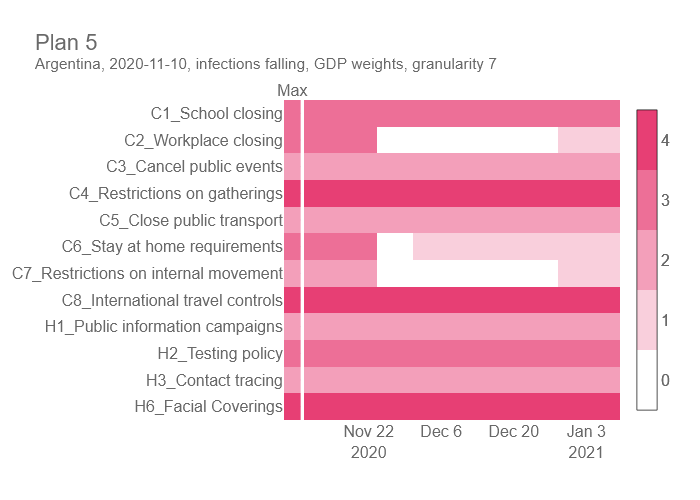 Plan 5
Argentina, 2020-11-10, infections falling, GDP weights, granularity 7
Max
C1_School closing
C2_Workplace closing
C3_Cancel public events
C4_Restrictions on gatherings
C5_Close public transport
C6_Stay at home requirements
C7_Restrictions on internal movement
C8_International travel controls
H1_Public information campaigns
H2_Testing policy
H3_Contact tracing
H6_Facial Coverings
4
3
2
1
0
Nov 22 Dec 6 Dec 20 Jan 3
2020 2021